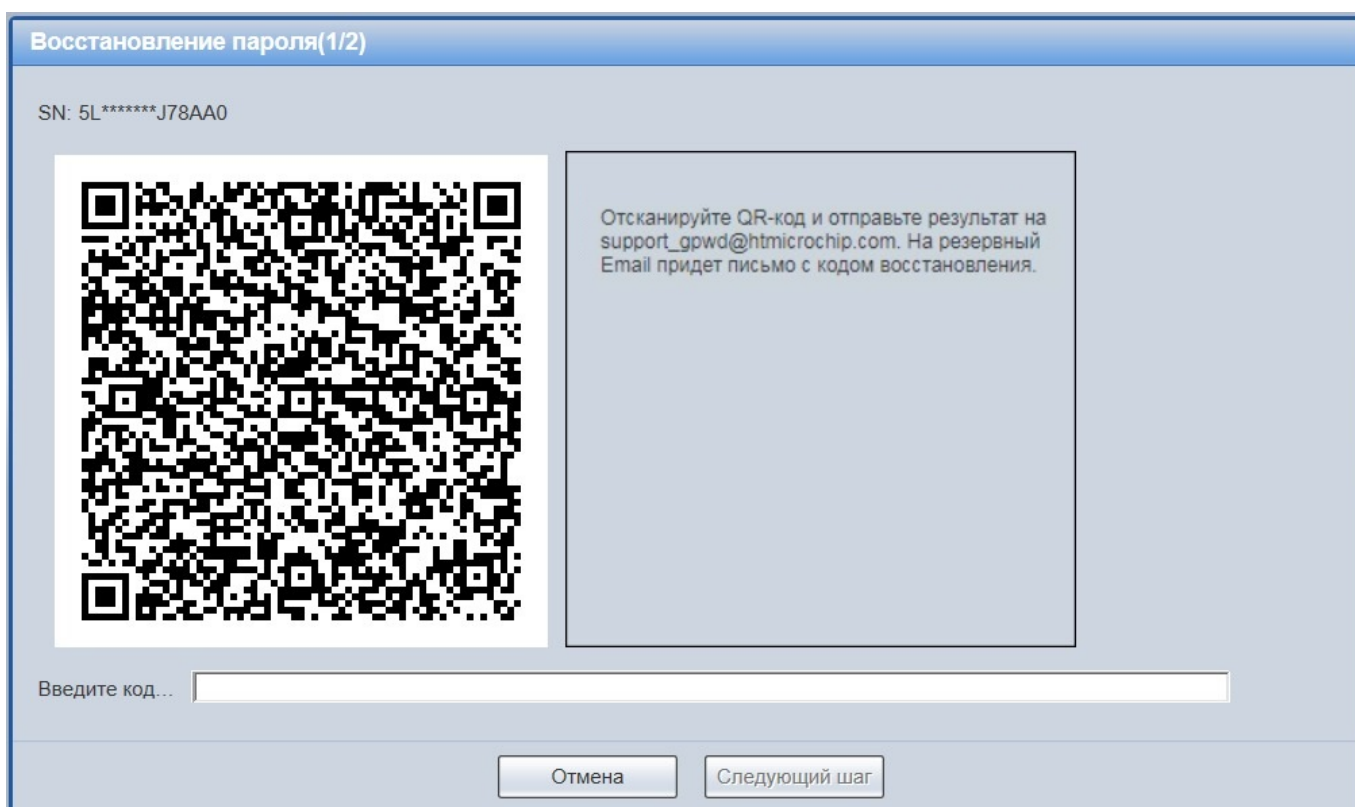 Восстановление пароля(1/2)
SN: 5L*******J78AA0
Отсканируйте QR-код и отправьте результат на
support_gpwd@htmicrochip.com. На резервный
Email придет письмо с кодом восстановления.
Введите код...
Отмена
Следующий шаг